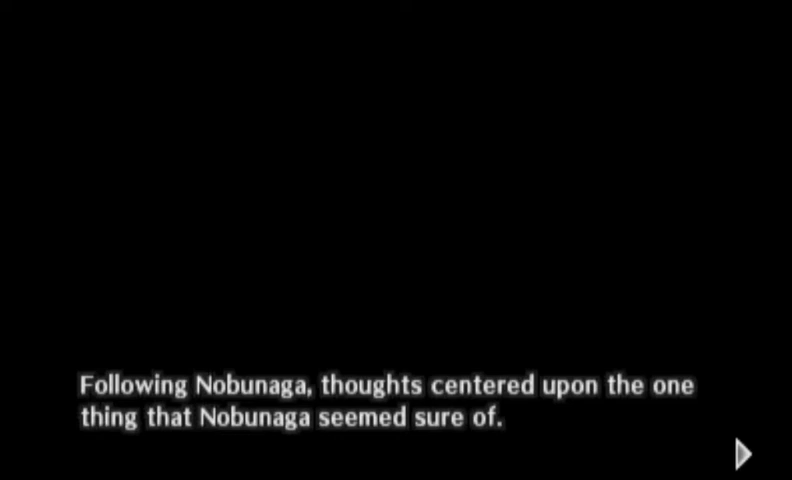 Following Nobunaga, thoughts centered upon the one
thing that Nobunaga seemed sure of.